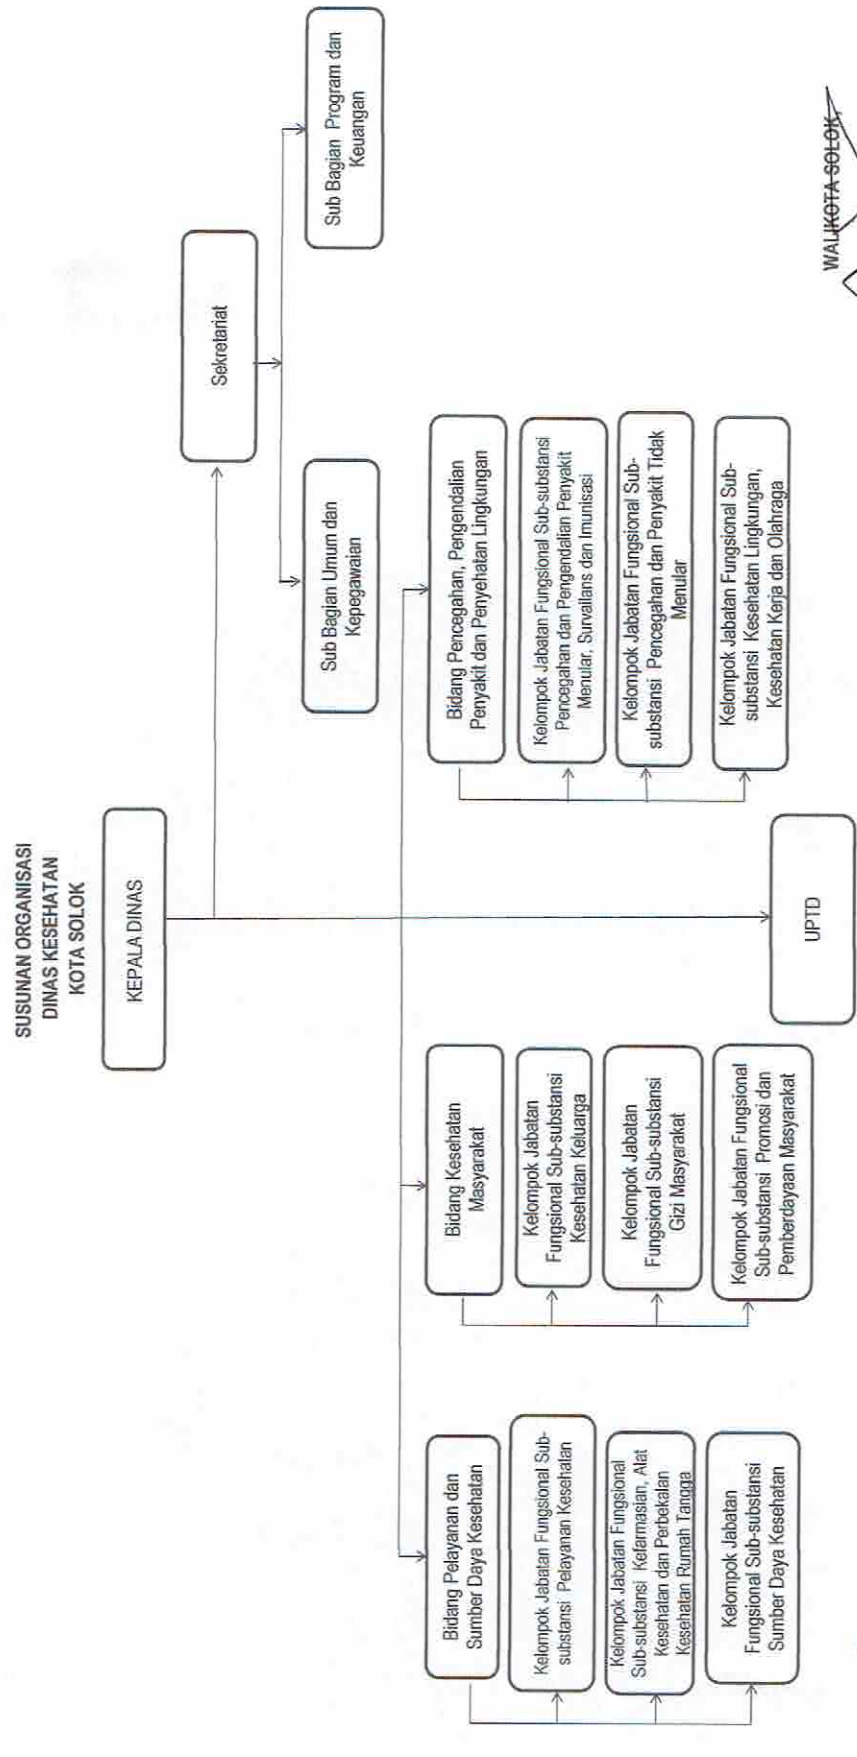 SUSUNAN ORGANISASI
DINAS KESEHATAN
KOTA SOLOK
KEPALA DINAS
Sekretariat
Sub Bagian Umum dan
Kepegawaian
Sub Bagian Program dan
Keuangan
Bidang Pelayanan dan
Sumber Daya Kesehatan
Kelompok Jabatan Fungsional Sub-
substansi Pelayanan Kesehatan
Kelompok Jabatan Fungsional
Sub-substansi Kefarmasian, Alat
Kesehatan dan Perbekalan
Kesehatan Rumah Tangga
Kelompok Jabatan
Fungsional Sub-substansi
Sumber Daya Kesehatan
Bidang Kesehatan
Masyarakat
Kelompok Jabatan
Fungsional Sub-substansi
Kesehatan Keluarga
Kelompok Jabatan
Fungsional Sub-substansi
Gizi Masyarakat
Kelompok Jabatan Fungsional
Sub-substansi Promosi dan
Pemberdayaan Masyarakat
Bidang Pencegahan, Pengendalian
Penyakit dan Penyehatan Lingkungan
Kelompok Jabatan Fungsional Sub-substansi
Pencegahan dan Pengendalian Penyakit
Menular, Survallans dan Imunisasi
Kelompok Jabatan Fungsional Sub-
substansi Pencegahan dan Penyakit Tidak
Menular
Kelompok Jabatan Fungsional Sub-
substansi Kesehatan Lingkungan,
Kesehatan Kerja dan Olahraga
UPTD
WALIKOTA SOLOK,